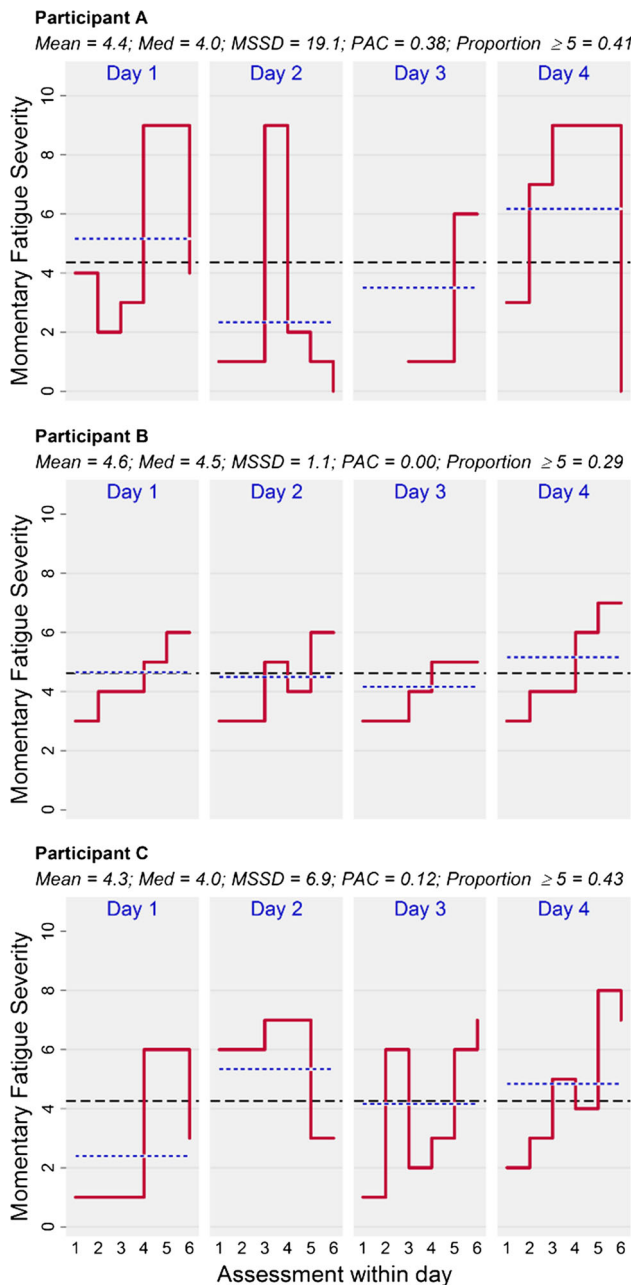 Participant A
Mean = 4.4; Med = 4.0; MSSD = 19.1; PAC = 0.38; Proportion ≥ 5 = 0.41
Day 1 Day 2 Day 3 Day 4
Momentary Fatigue Severity
10
8
6
4
2
0
Participant B
Mean = 4.6; Med = 4.5; MSSD = 1.1; PAC = 0.00; Proportion ≥ 5 = 0.29
Day 1 Day 2 Day 3 Day 4
Momentary Fatigue Severity
10
8
6
4
2
0
Participant C
Mean = 4.3; Med = 4.0; MSSD = 6.9; PAC = 0.12; Proportion ≥ 5 = 0.43
Day 1 Day 2 Day 3 Day 4
Momentary Fatigue Severity
10
8
6
4
2
0
1 2 3 4 5 6 1 2 3 4 5 6 1 2 3 4 5 6 1 2 3 4 5 6
Assessment within day